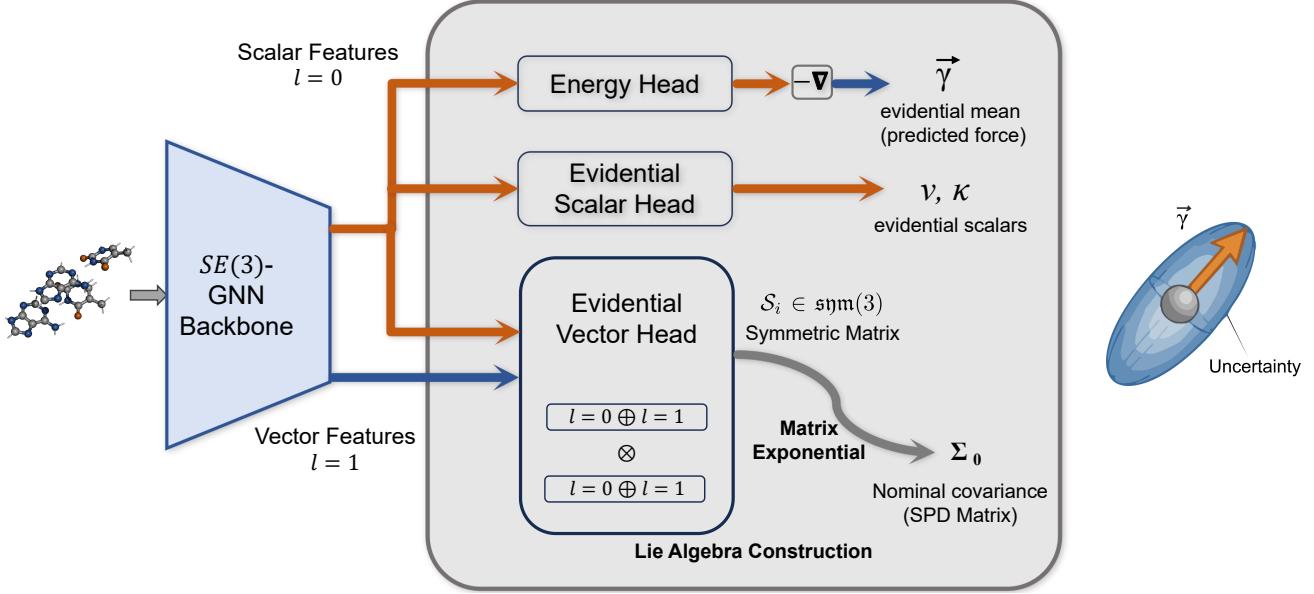 Scalar Features
l = 0
SE(3)-
GNN
Backbone
Vector Features
l = 1
Energy Head
−∇
γ⃗
evidential mean
(predicted force)
Evidential
Scalar Head
ν, κ
evidential scalars
Evidential
Vector Head
l = 0 ⊕ l = 1
⊗
l = 0 ⊕ l = 1
𝒮ᵢ ∈ 𝔰𝔶𝔪(3)
Symmetric Matrix
Matrix
Exponential
Σ₀
Nominal covariance
(SPD Matrix)
Lie Algebra Construction
γ⃗
Uncertainty